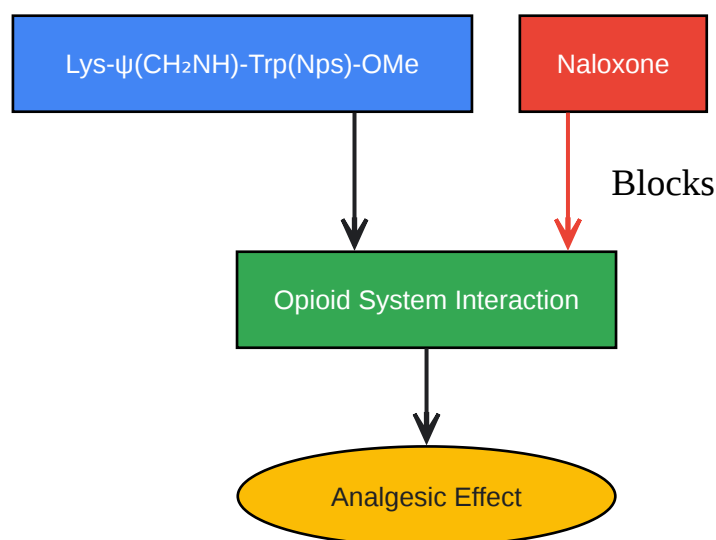 Lys-ψ(CH₂NH)-Trp(Nps)-OMe
Naloxone
Blocks
Opioid System Interaction
Analgesic Effect